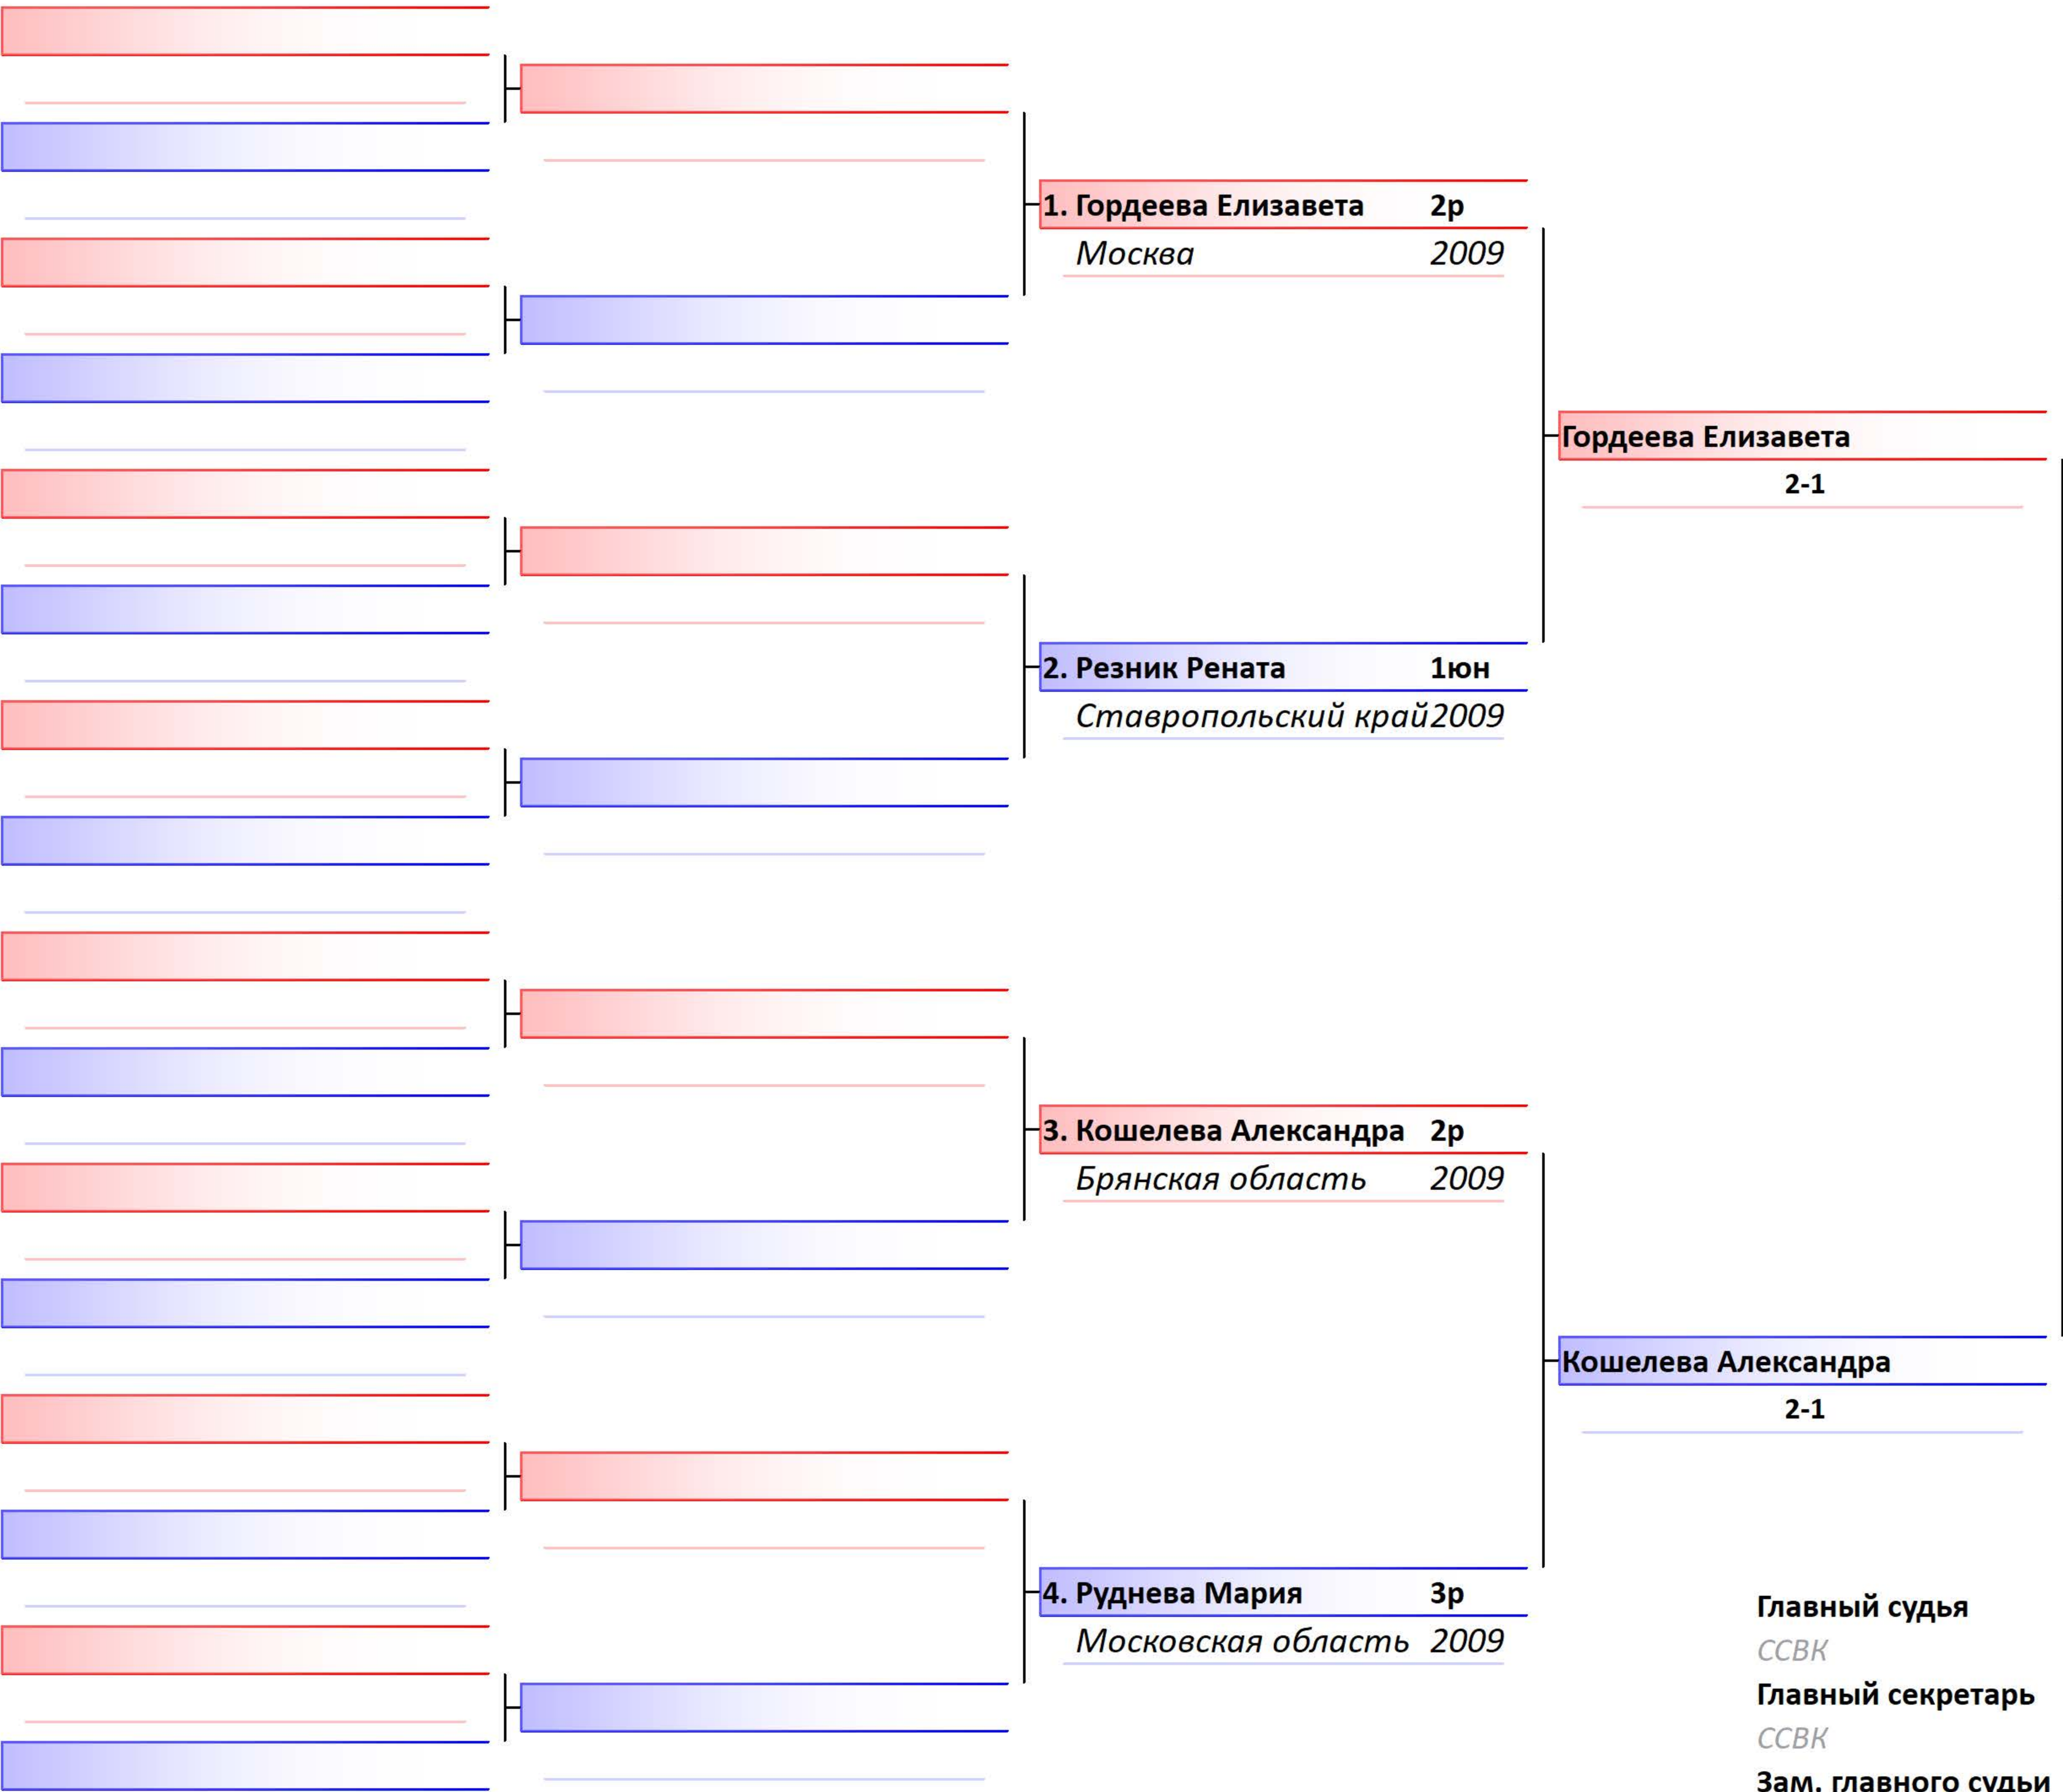 1. Гордеева Елизавета 2р
Москва 2009
Гордеева Елизавета
2-1
2. Резник Рената 1юн
Ставропольский край 2009
3. Кошелева Александра 2р
Брянская область 2009
Кошелева Александра
2-1
4. Руднева Мария 3р
Московская область 2009
Главный судья
ССВК
Главный секретарь
ССВК
Зам. главного судьи